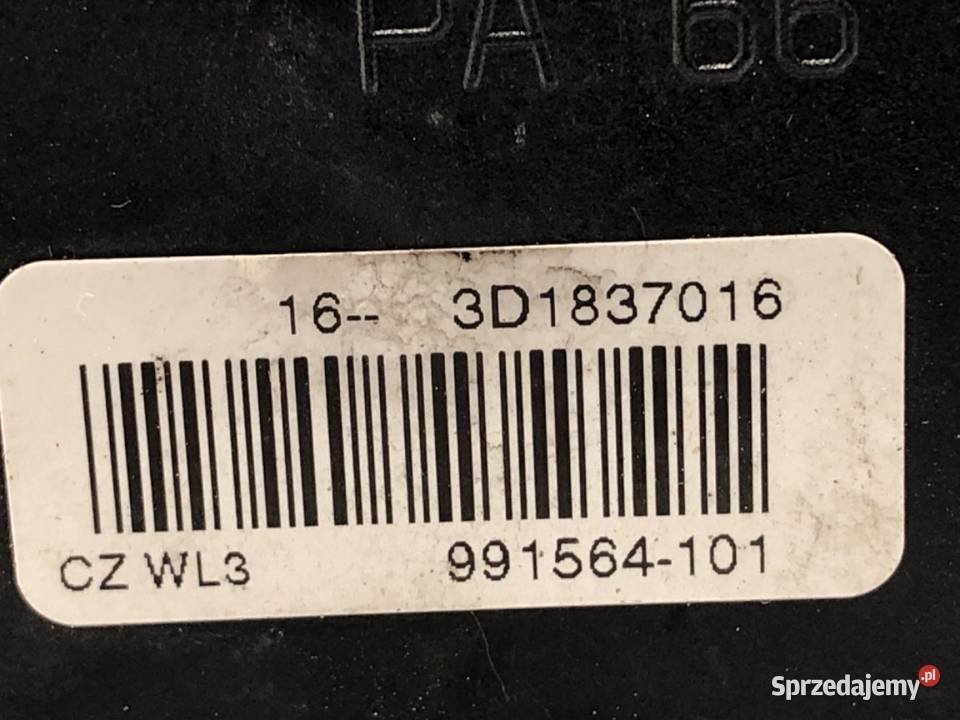 PA 66
16-- 3D1837016
CZ WL3 991564-101
Sprzedajemy.pl